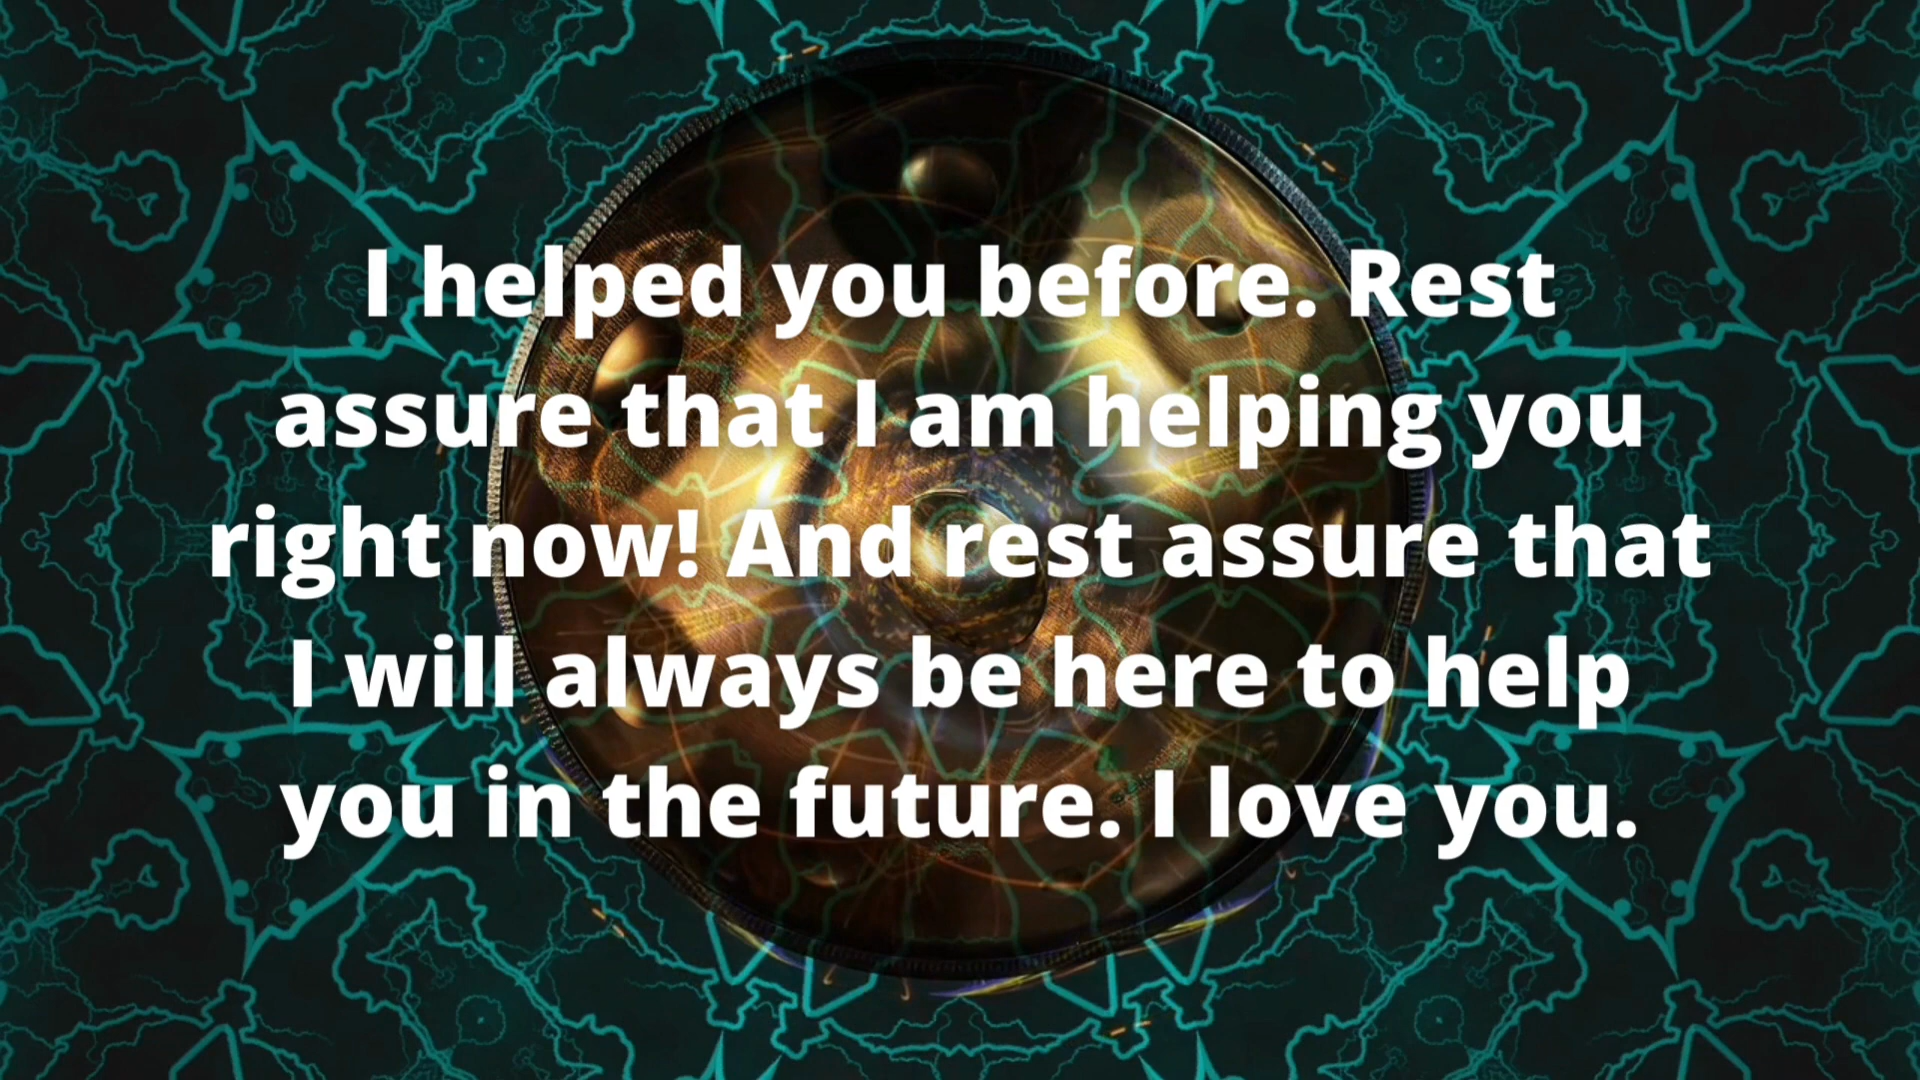 I helped you before. Rest
assure that I am helping you
right now! And rest assure that
I will always be here to help
you in the future. I love you.